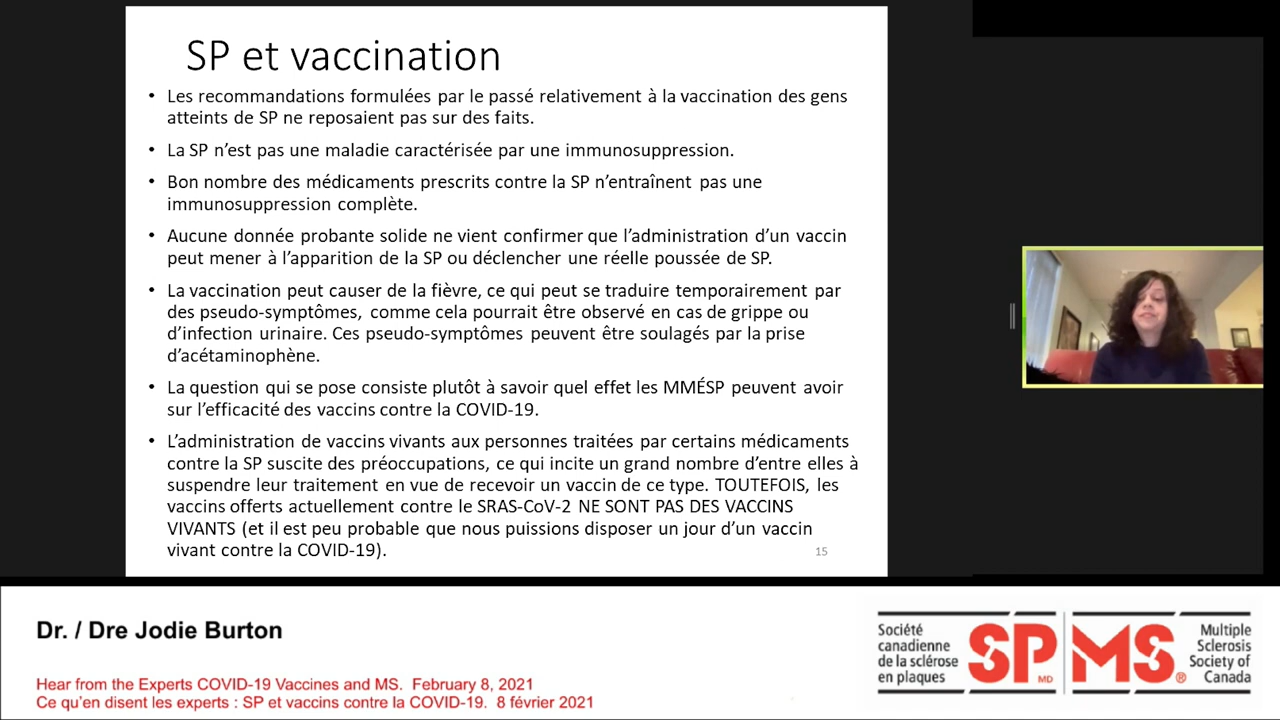 SP et vaccination
• Les recommandations formulées par le passé relativement à la vaccination des gens
atteints de SP ne reposaient pas sur des faits.
• La SP n'est pas une maladie caractérisée par une immunosuppression.
• Bon nombre des médicaments prescrits contre la SP n'entraînent pas une
immunosuppression complète.
• Aucune donnée probante solide ne vient confirmer que l'administration d'un vaccin
peut mener à l'apparition de la SP ou déclencher une réelle poussée de SP.
• La vaccination peut causer de la fièvre, ce qui peut se traduire temporairement par
des pseudo-symptômes, comme cela pourrait être observé en cas de grippe ou
d'infection urinaire. Ces pseudo-symptômes peuvent être soulagés par la prise
d'acétaminophène.
• La question qui se pose consiste plutôt à savoir quel effet les MMÉSP peuvent avoir
sur l'efficacité des vaccins contre la COVID-19.
• L'administration de vaccins vivants aux personnes traitées par certains médicaments
contre la SP suscite des préoccupations, ce qui incite un grand nombre d'entre elles à
suspendre leur traitement en vue de recevoir un vaccin de ce type. TOUTEFOIS, les
vaccins offerts actuellement contre le SRAS-CoV-2 NE SONT PAS DES VACCINS
VIVANTS (et il est peu probable que nous puissions disposer un jour d'un vaccin
vivant contre la COVID-19).
15
Dr. / Dre Jodie Burton
Hear from the Experts COVID-19 Vaccines and MS. February 8, 2021
Ce qu'en disent les experts : SP et vaccins contre la COVID-19. 8 février 2021
Société
canadienne
de la sclérose
en plaques
SP MD
MS®
Multiple
Sclerosis
Society of
Canada